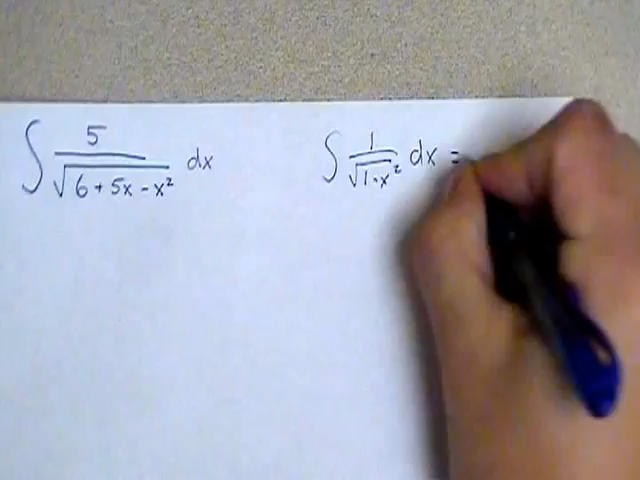 ∫ 5/√(6 + 5x - x²) dx
∫ 1/√(1-x²) dx =